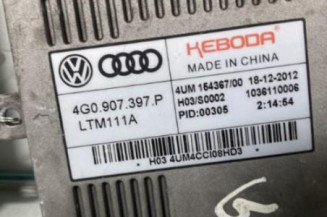 KEBODA
MADE IN CHINA
4G0.907.397.P
LTM111A
4UM 154367/00 18-12-2012
H03/S0002 1036110006
PID:00305 2:14:54
H03 4UM4CCI08HD3